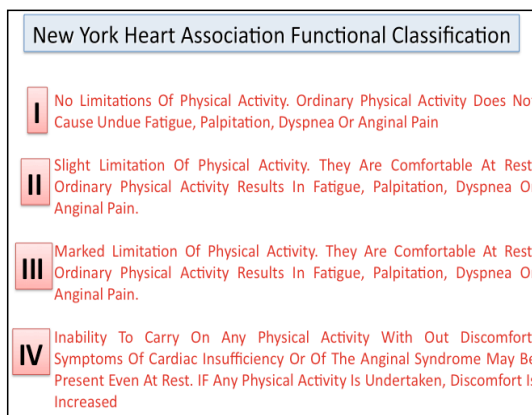 New York Heart Association Functional Classification
I
No Limitations Of Physical Activity. Ordinary Physical Activity Does No
Cause Undue Fatigue, Palpitation, Dyspnea Or Anginal Pain
II
Slight Limitation Of Physical Activity. They Are Comfortable At Rest
Ordinary Physical Activity Results In Fatigue, Palpitation, Dyspnea O
Anginal Pain.
III
Marked Limitation Of Physical Activity. They Are Comfortable At Rest
Ordinary Physical Activity Results In Fatigue, Palpitation, Dyspnea O
Anginal Pain.
IV
Inability To Carry On Any Physical Activity With Out Discomfort
Symptoms Of Cardiac Insufficiency Or Of The Anginal Syndrome May Be
Present Even At Rest. IF Any Physical Activity Is Undertaken, Discomfort Is
Increased